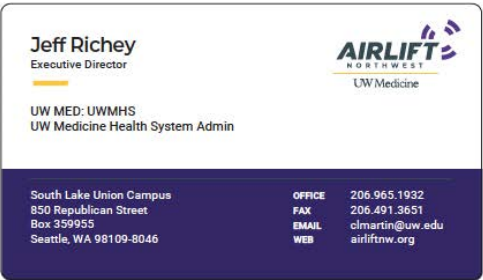 Jeff Richey
Executive Director
AIRLIFT
NORTHWEST
UW Medicine
UW MED: UWMHS
UW Medicine Health System Admin
South Lake Union Campus
850 Republican Street
Box 359955
Seattle, WA 98109-8046
OFFICE 206.965.1932
FAX 206.491.3651
EMAIL clmartin@uw.edu
WEB airliftnw.org